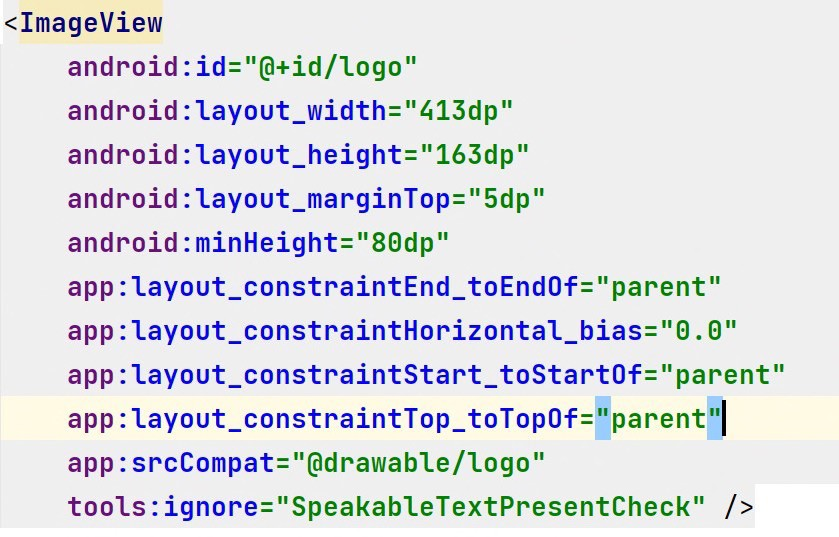 <ImageView
android:id="@+id/logo"
android:layout_width="413dp"
android:layout_height="163dp"
android:layout_marginTop="5dp"
android:minHeight="80dp"
app:layout_constraintEnd_toEndOf="parent"
app:layout_constraintHorizontal_bias="0.0"
app:layout_constraintStart_toStartOf="parent"
app:layout_constraintTop_toTopOf="parent"
app:srcCompat="@drawable/logo"
tools:ignore="SpeakableTextPresentCheck" />